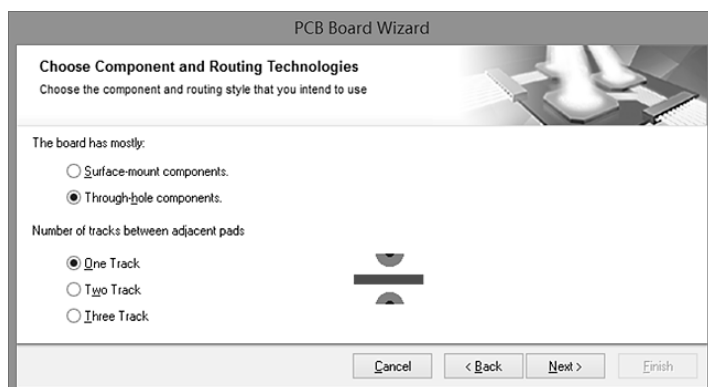 PCB Board Wizard
Choose Component and Routing Technologies
Choose the component and routing style that you intend to use
The board has mostly:
Surface-mount components.
Through-hole components.
Number of tracks between adjacent pads
One Track
Two Track
Three Track
Cancel
< Back
Next >
Finish